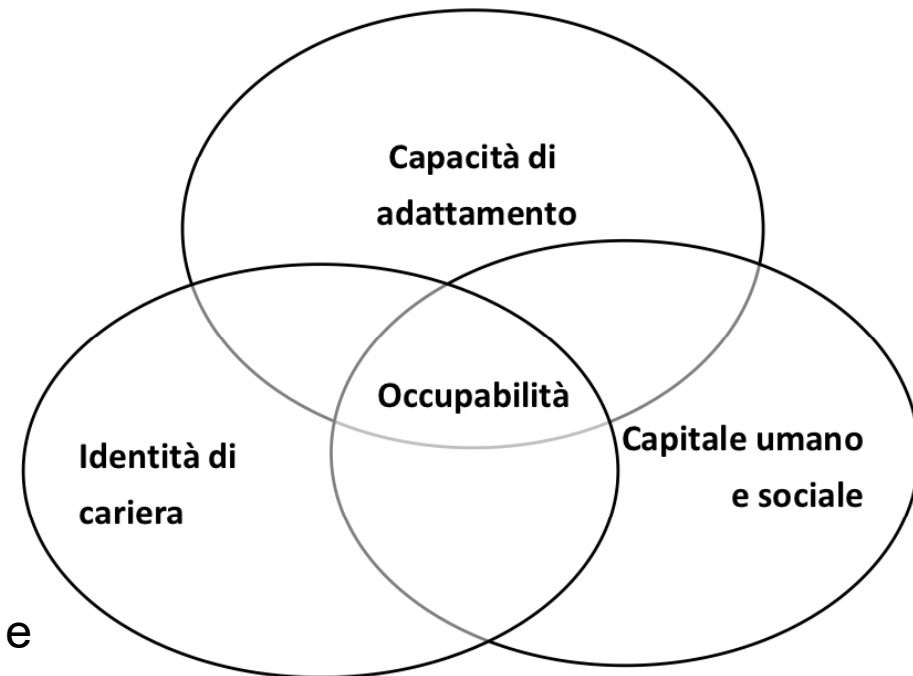 Capacità di
adattamento
Occupabilità
Identità di
cariera
Capitale umano
e sociale
e